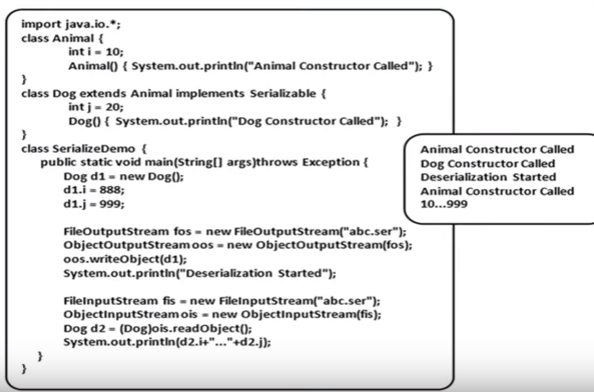 import java.io.*;
class Animal {
int i = 10;
Animal() { System.out.println("Animal Constructor Called"); }
}
class Dog extends Animal implements Serializable {
int j = 20;
Dog() { System.out.println("Dog Constructor Called"); }
}
class SerializeDemo {
public static void main(String[] args)throws Exception {
Dog d1 = new Dog();
d1.i = 888;
d1.j = 999;
FileOutputStream fos = new FileOutputStream("abc.ser");
ObjectOutputStream oos = new ObjectOutputStream(fos);
oos.writeObject(d1);
System.out.println("Deserialization Started");
FileInputStream fis = new FileInputStream("abc.ser");
ObjectInputStream ois = new ObjectInputStream(fis);
Dog d2 = (Dog)ois.readObject();
System.out.println(d2.i+"..."+d2.j);
}
}
Animal Constructor Called
Dog Constructor Called
Deserialization Started
Animal Constructor Called
10...999